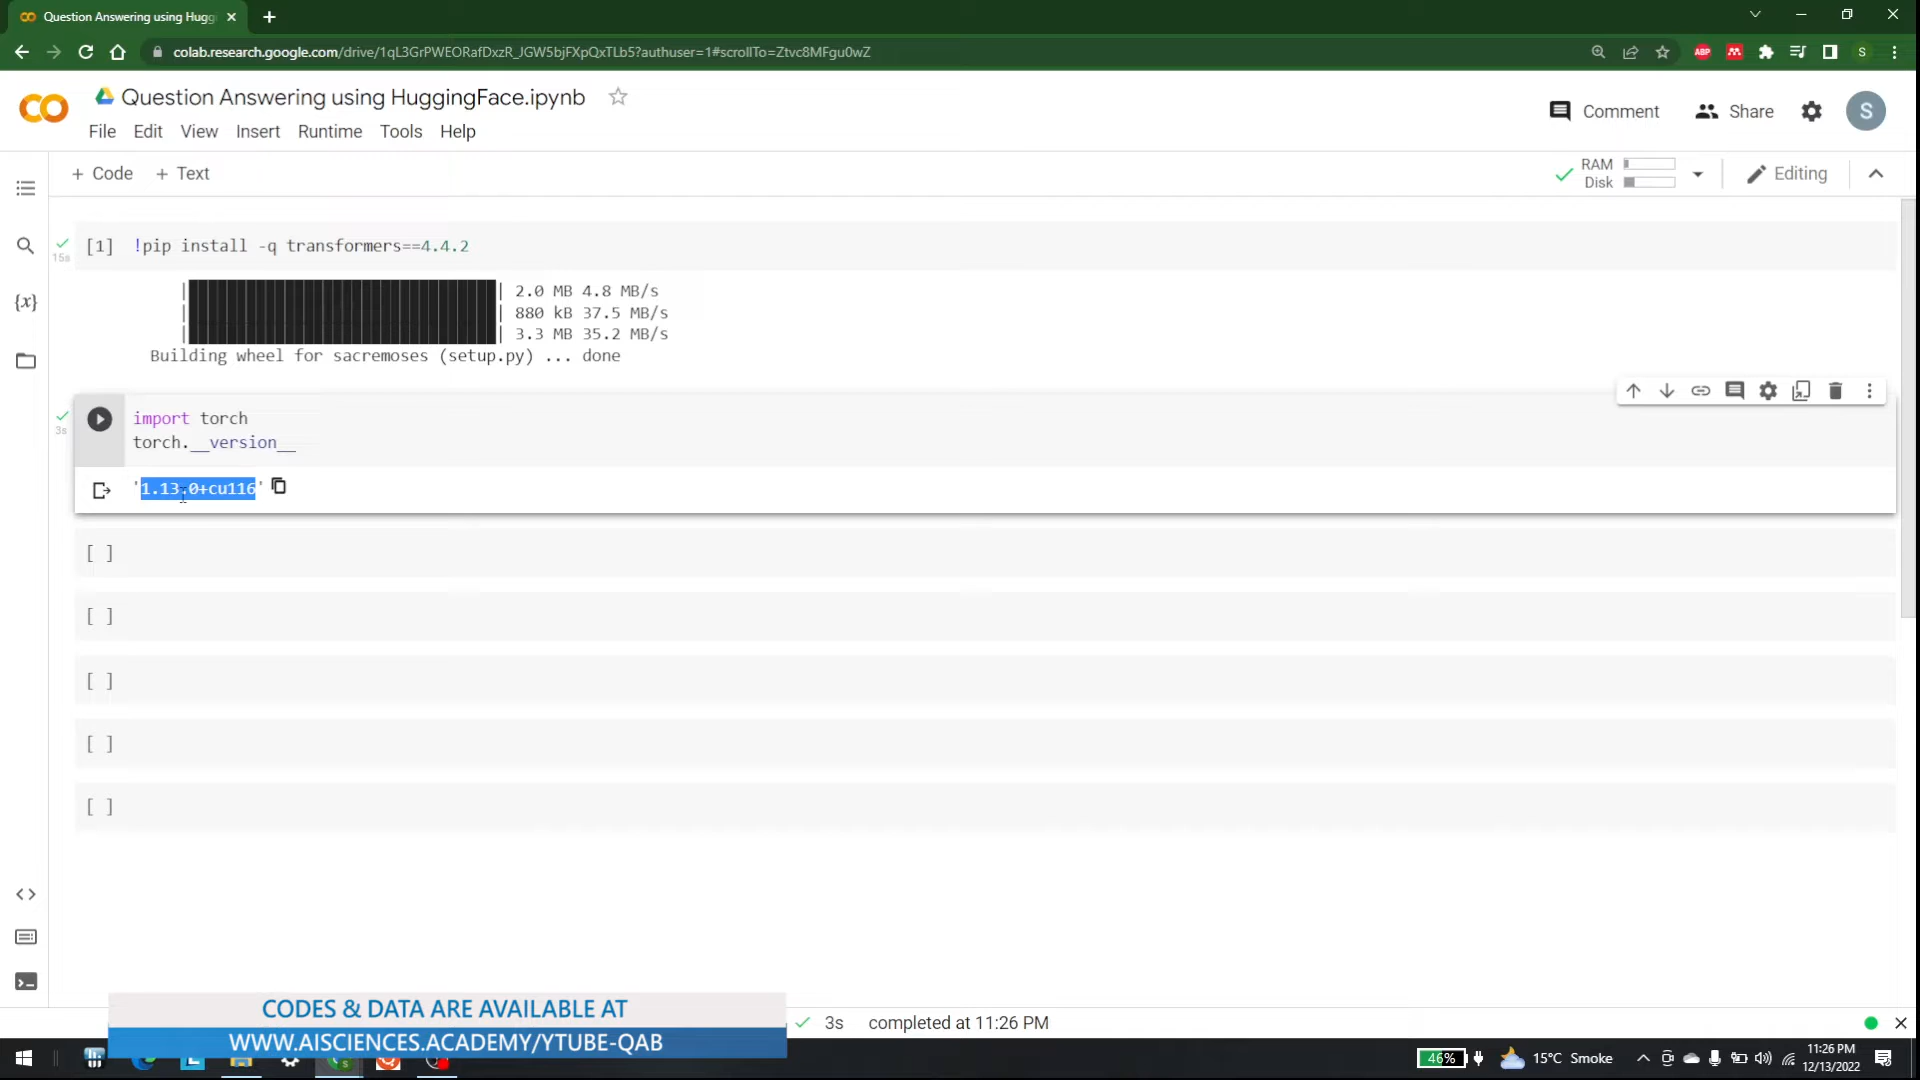 Question Answering using Hugg
colab.research.google.com/drive/1qL3GrPWEORafDxzR_JGW5bjFXpQxTLb5?authuser=1#scrollTo=Ztvc8MFgu0wZ
ABP
S
CO
Question Answering using HuggingFace.ipynb
Comment
Share
S
File Edit View Insert Runtime Tools Help
+ Code + Text
RAM
Disk
Editing
15s
[1] !pip install -q transformers==4.4.2
2.0 MB 4.8 MB/s
880 kB 37.5 MB/s
3.3 MB 35.2 MB/s
Building wheel for sacremoses (setup.py) ... done
{x}
3s
import torch
torch.__version__
'1.13.0+cu116'
[ ]
[ ]
[ ]
[ ]
[ ]
CODES & DATA ARE AVAILABLE AT
WWW.AISCIENCES.ACADEMY/YTUBE-QAB
3s completed at 11:26 PM
46%
15°C Smoke
11:26 PM
12/13/2022